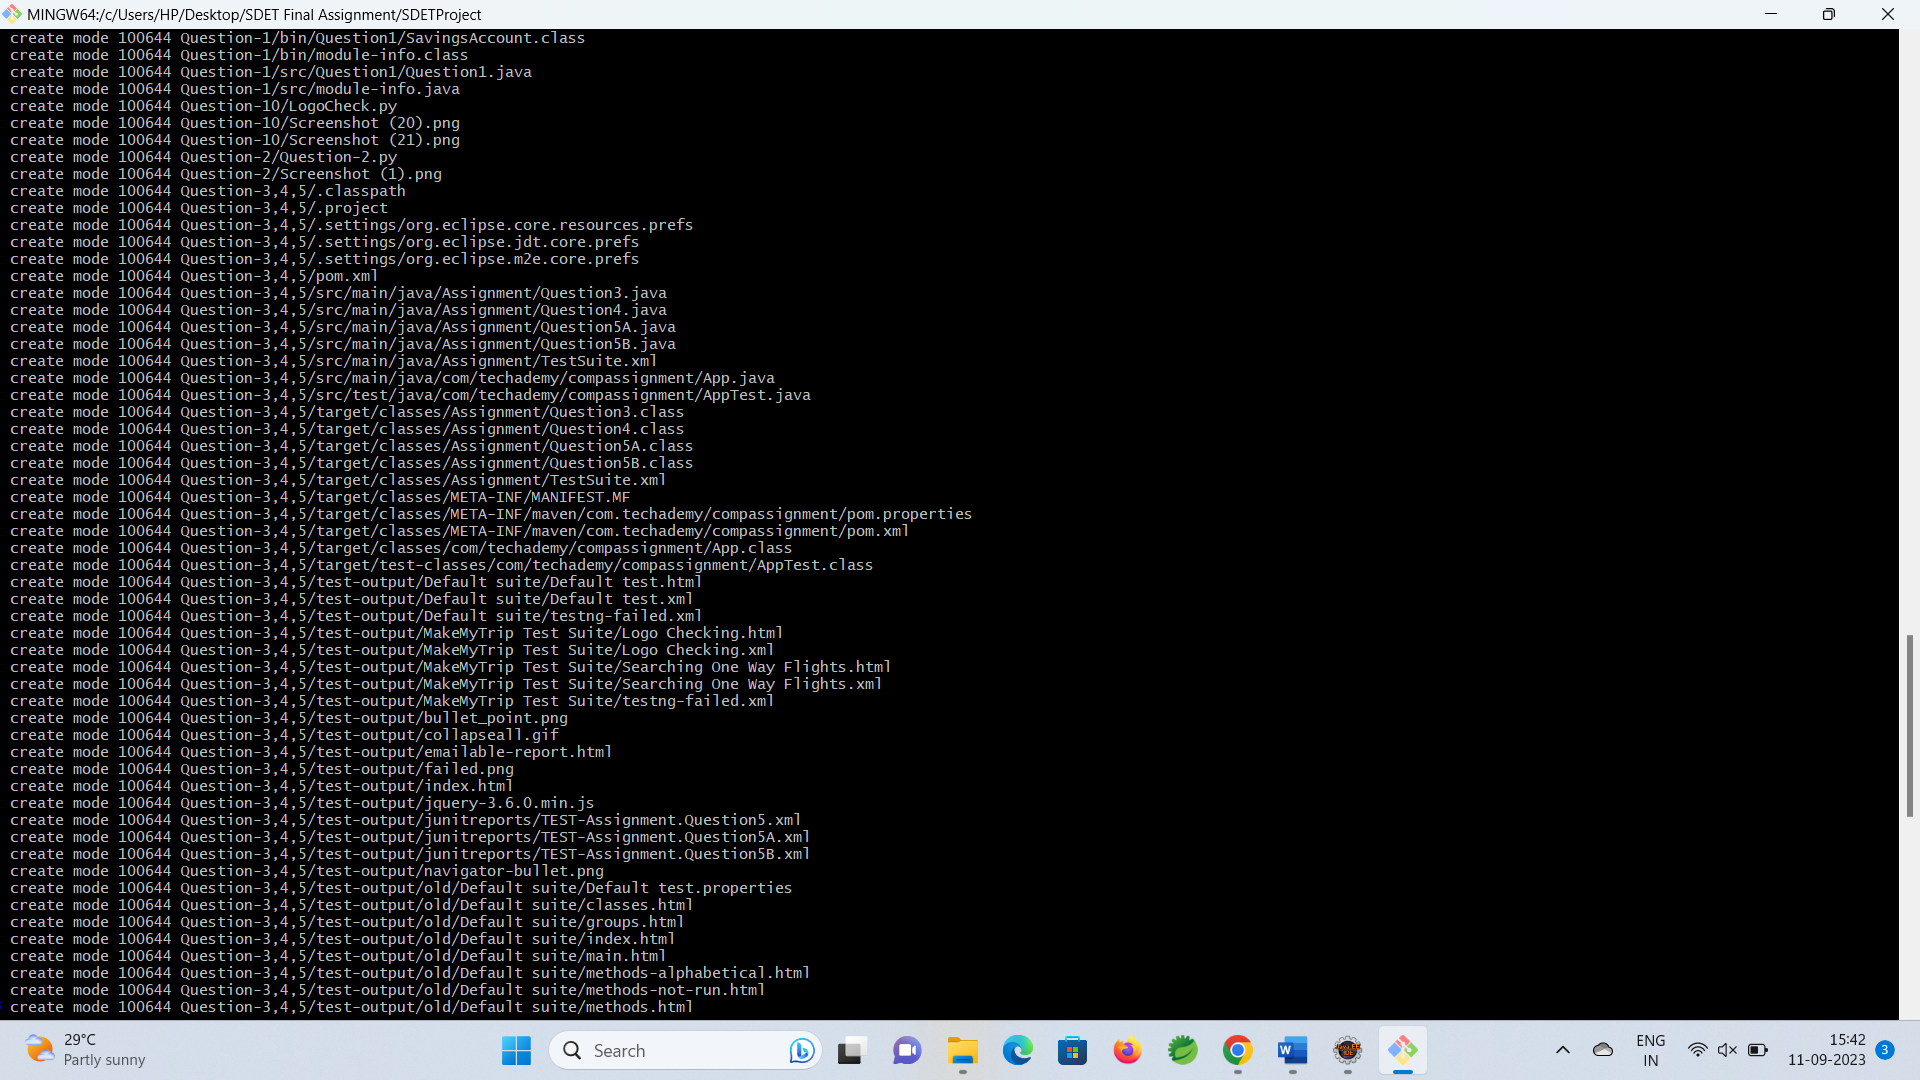 MINGW64:/c/Users/HP/Desktop/SDET Final Assignment/SDETProject
create mode 100644 Question-1/bin/Question1/SavingsAccount.class
create mode 100644 Question-1/bin/module-info.class
create mode 100644 Question-1/src/Question1/Question1.java
create mode 100644 Question-1/src/module-info.java
create mode 100644 Question-10/LogoCheck.py
create mode 100644 Question-10/Screenshot (20).png
create mode 100644 Question-10/Screenshot (21).png
create mode 100644 Question-2/Question-2.py
create mode 100644 Question-2/Screenshot (1).png
create mode 100644 Question-3,4,5/.classpath
create mode 100644 Question-3,4,5/.project
create mode 100644 Question-3,4,5/.settings/org.eclipse.core.resources.prefs
create mode 100644 Question-3,4,5/.settings/org.eclipse.jdt.core.prefs
create mode 100644 Question-3,4,5/.settings/org.eclipse.m2e.core.prefs
create mode 100644 Question-3,4,5/pom.xml
create mode 100644 Question-3,4,5/src/main/java/Assignment/Question3.java
create mode 100644 Question-3,4,5/src/main/java/Assignment/Question4.java
create mode 100644 Question-3,4,5/src/main/java/Assignment/Question5A.java
create mode 100644 Question-3,4,5/src/main/java/Assignment/Question5B.java
create mode 100644 Question-3,4,5/src/main/java/Assignment/TestSuite.xml
create mode 100644 Question-3,4,5/src/main/java/com/techademy/compassignment/App.java
create mode 100644 Question-3,4,5/src/test/java/com/techademy/compassignment/AppTest.java
create mode 100644 Question-3,4,5/target/classes/Assignment/Question3.class
create mode 100644 Question-3,4,5/target/classes/Assignment/Question4.class
create mode 100644 Question-3,4,5/target/classes/Assignment/Question5A.class
create mode 100644 Question-3,4,5/target/classes/Assignment/Question5B.class
create mode 100644 Question-3,4,5/target/classes/Assignment/TestSuite.xml
create mode 100644 Question-3,4,5/target/classes/META-INF/MANIFEST.MF
create mode 100644 Question-3,4,5/target/classes/META-INF/maven/com.techademy/compassignment/pom.properties
create mode 100644 Question-3,4,5/target/classes/META-INF/maven/com.techademy/compassignment/pom.xml
create mode 100644 Question-3,4,5/target/classes/com/techademy/compassignment/App.class
create mode 100644 Question-3,4,5/target/test-classes/com/techademy/compassignment/AppTest.class
create mode 100644 Question-3,4,5/test-output/Default suite/Default test.html
create mode 100644 Question-3,4,5/test-output/Default suite/Default test.xml
create mode 100644 Question-3,4,5/test-output/Default suite/testng-failed.xml
create mode 100644 Question-3,4,5/test-output/MakeMyTrip Test Suite/Logo Checking.html
create mode 100644 Question-3,4,5/test-output/MakeMyTrip Test Suite/Logo Checking.xml
create mode 100644 Question-3,4,5/test-output/MakeMyTrip Test Suite/Searching One Way Flights.html
create mode 100644 Question-3,4,5/test-output/MakeMyTrip Test Suite/Searching One Way Flights.xml
create mode 100644 Question-3,4,5/test-output/MakeMyTrip Test Suite/testng-failed.xml
create mode 100644 Question-3,4,5/test-output/bullet_point.png
create mode 100644 Question-3,4,5/test-output/collapseall.gif
create mode 100644 Question-3,4,5/test-output/emailable-report.html
create mode 100644 Question-3,4,5/test-output/failed.png
create mode 100644 Question-3,4,5/test-output/index.html
create mode 100644 Question-3,4,5/test-output/jquery-3.6.0.min.js
create mode 100644 Question-3,4,5/test-output/junitreports/TEST-Assignment.Question5.xml
create mode 100644 Question-3,4,5/test-output/junitreports/TEST-Assignment.Question5A.xml
create mode 100644 Question-3,4,5/test-output/junitreports/TEST-Assignment.Question5B.xml
create mode 100644 Question-3,4,5/test-output/navigator-bullet.png
create mode 100644 Question-3,4,5/test-output/old/Default suite/Default test.properties
create mode 100644 Question-3,4,5/test-output/old/Default suite/classes.html
create mode 100644 Question-3,4,5/test-output/old/Default suite/groups.html
create mode 100644 Question-3,4,5/test-output/old/Default suite/index.html
create mode 100644 Question-3,4,5/test-output/old/Default suite/main.html
create mode 100644 Question-3,4,5/test-output/old/Default suite/methods-alphabetical.html
create mode 100644 Question-3,4,5/test-output/old/Default suite/methods-not-run.html
create mode 100644 Question-3,4,5/test-output/old/Default suite/methods.html
29°C
Partly sunny
Search
ENG
IN
15:42
11-09-2023
3